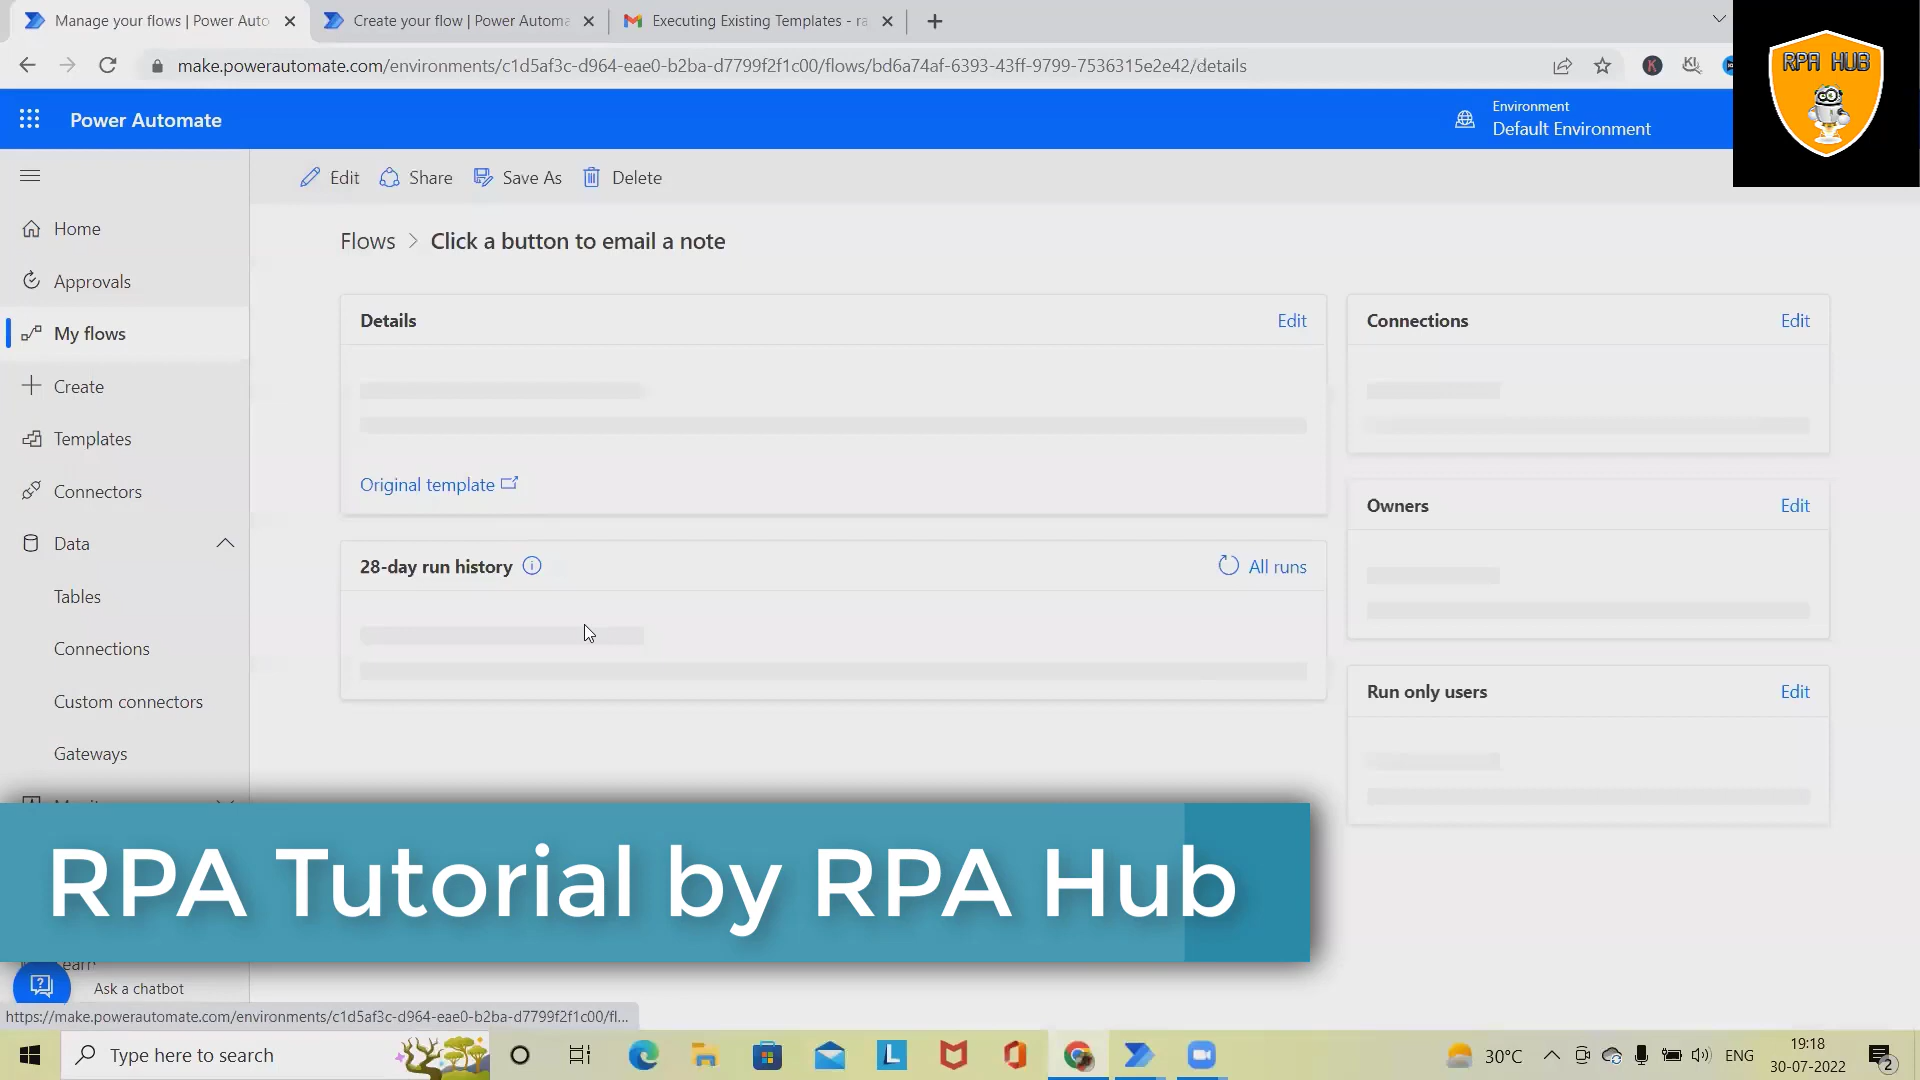 Manage your flows | Power Auto
Create your flow | Power Automa
Executing Existing Templates - ra
make.powerautomate.com/environments/c1d5af3c-d964-eae0-b2ba-d7799f2f1c00/flows/bd6a74af-6393-43ff-9799-7536315e2e42/details
RPA HUB
Power Automate
Environment
Default Environment
Edit
Share
Save As
Delete
Home
Approvals
My flows
Create
Templates
Connectors
Data
Tables
Connections
Custom connectors
Gateways
Flows > Click a button to email a note
Details
Edit
Original template
28-day run history
All runs
Connections
Edit
Owners
Edit
Run only users
Edit
RPA Tutorial by RPA Hub
Ask a chatbot
https://make.powerautomate.com/environments/c1d5af3c-d964-eae0-b2ba-d7799f2f1c00/fl...
Type here to search
30°C
ENG
19:18
30-07-2022
2